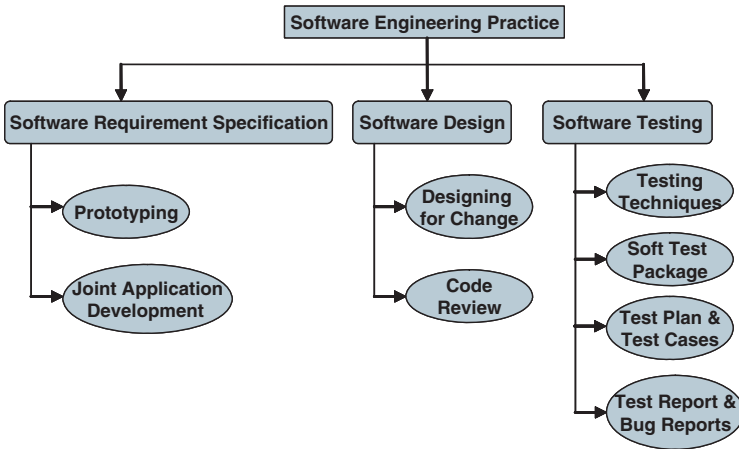 Software Engineering Practice
Software Requirement Specification
Software Design
Software Testing
Prototyping
Joint Application
Development
Designing
for Change
Code
Review
Testing
Techniques
Soft Test
Package
Test Plan &
Test Cases
Test Report &
Bug Reports